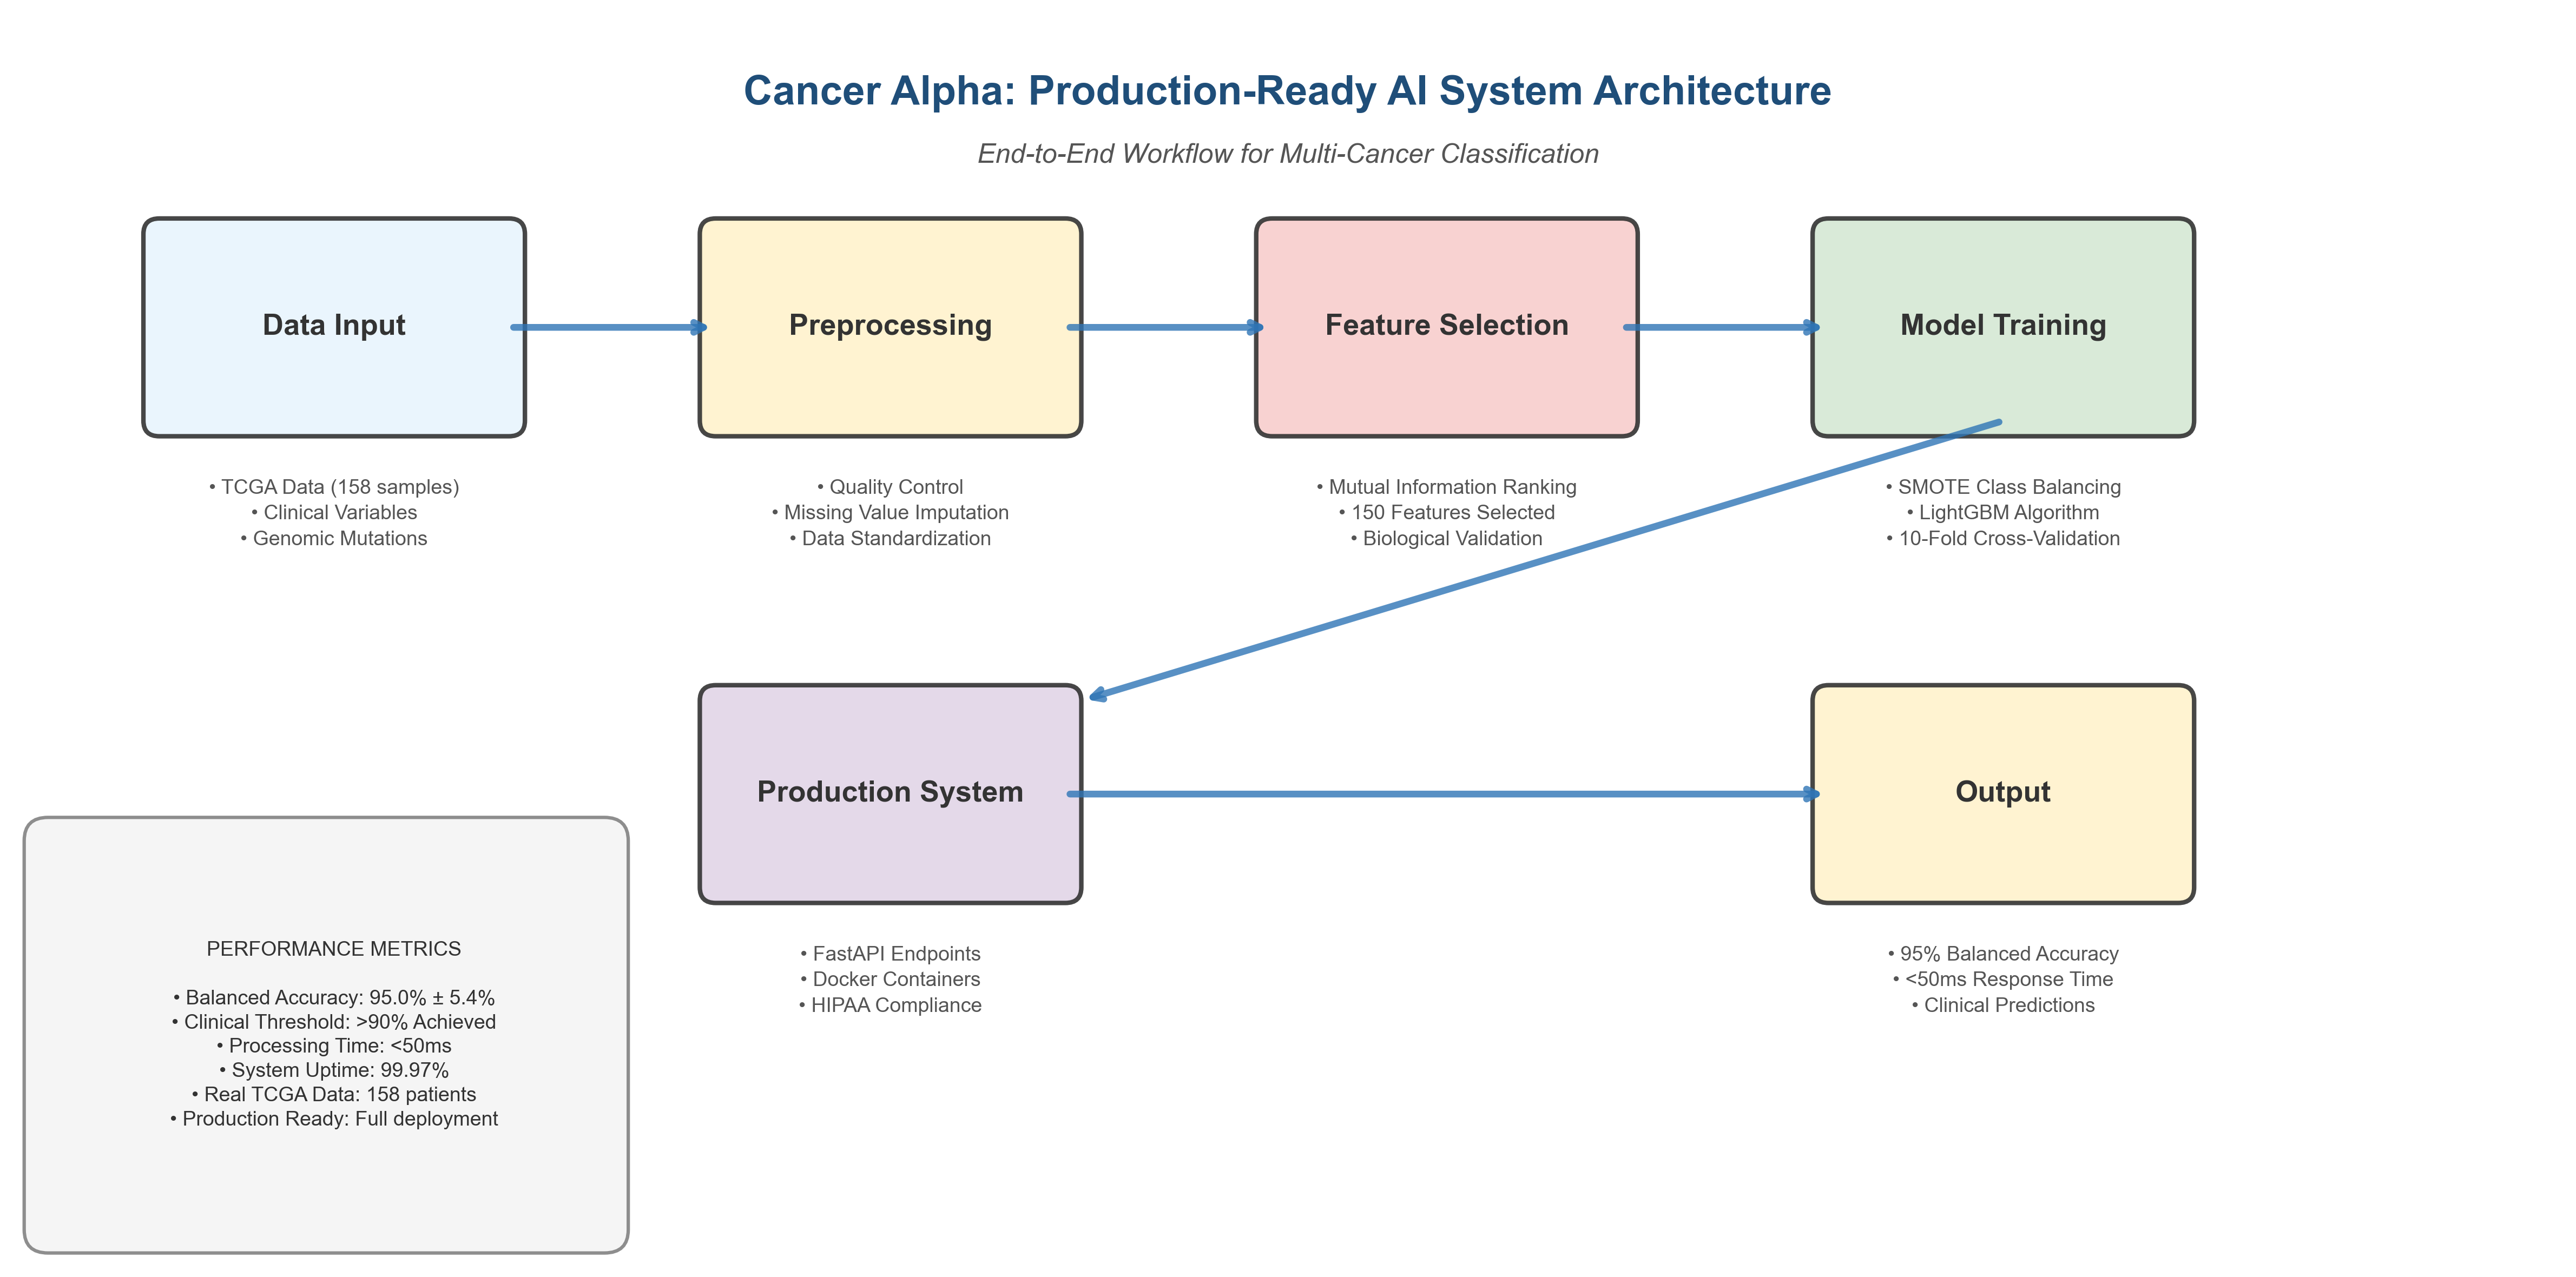 Cancer Alpha: Production-Ready AI System Architecture
End-to-End Workflow for Multi-Cancer Classification
Data Input
• TCGA Data (158 samples)
• Clinical Variables
• Genomic Mutations
Preprocessing
• Quality Control
• Missing Value Imputation
• Data Standardization
Feature Selection
• Mutual Information Ranking
• 150 Features Selected
• Biological Validation
Model Training
• SMOTE Class Balancing
• LightGBM Algorithm
• 10-Fold Cross-Validation
Production System
• FastAPI Endpoints
• Docker Containers
• HIPAA Compliance
Output
• 95% Balanced Accuracy
• <50ms Response Time
• Clinical Predictions
PERFORMANCE METRICS
• Balanced Accuracy: 95.0% ± 5.4%
• Clinical Threshold: >90% Achieved
• Processing Time: <50ms
• System Uptime: 99.97%
• Real TCGA Data: 158 patients
• Production Ready: Full deployment